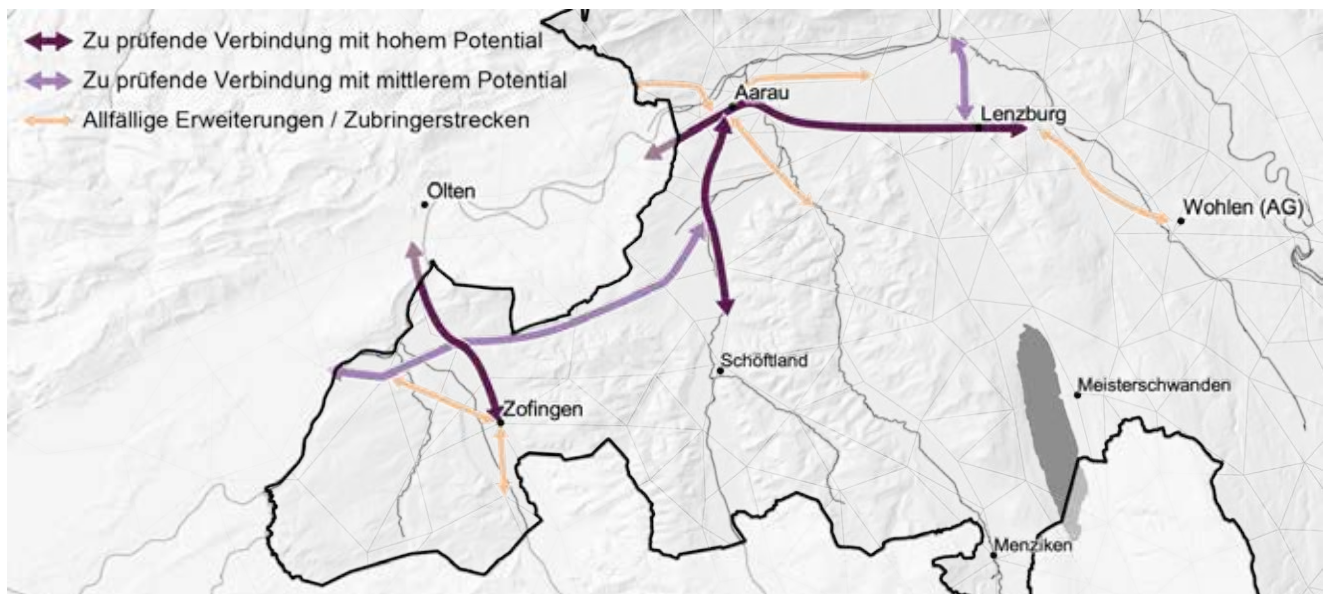 Zu prüfende Verbindung mit hohem Potential
Zu prüfende Verbindung mit mittlerem Potential
Allfällige Erweiterungen / Zubringerstrecken
Aarau
Lenzburg
Olten
Wohlen (AG)
Schöftland
Meisterschwanden
Zofingen
Menziken